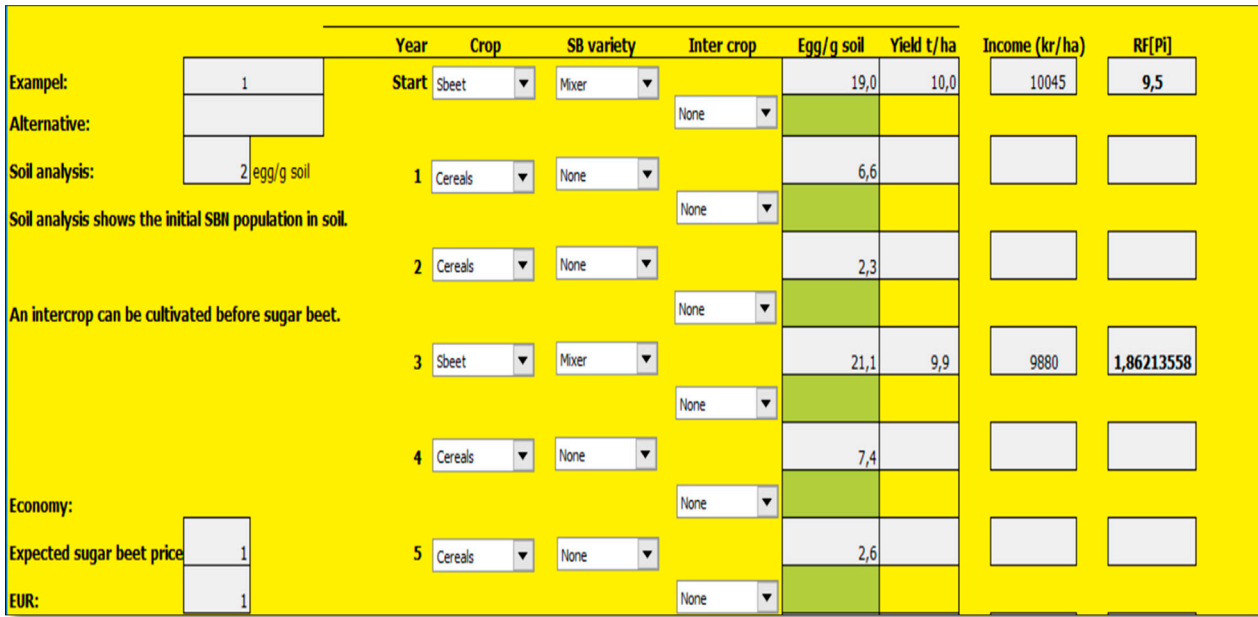 Year Crop SB variety Inter crop Egg/g soil Yield t/ha Income (kr/ha) RF[Pi]
Exampel: 1 Start Sbeet Mixer 19,0 10,0 10045 9,5
Alternative: None
Soil analysis: 2 egg/g soil 1 Cereals None 6,6
Soil analysis shows the initial SBN population in soil. None
2 Cereals None 2,3
An intercrop can be cultivated before sugar beet. None
3 Sbeet Mixer 21,1 9,9 9880 1,86213558
None
4 Cereals None 7,4
Economy: None
Expected sugar beet price 1 5 Cereals None 2,6
EUR: 1 None